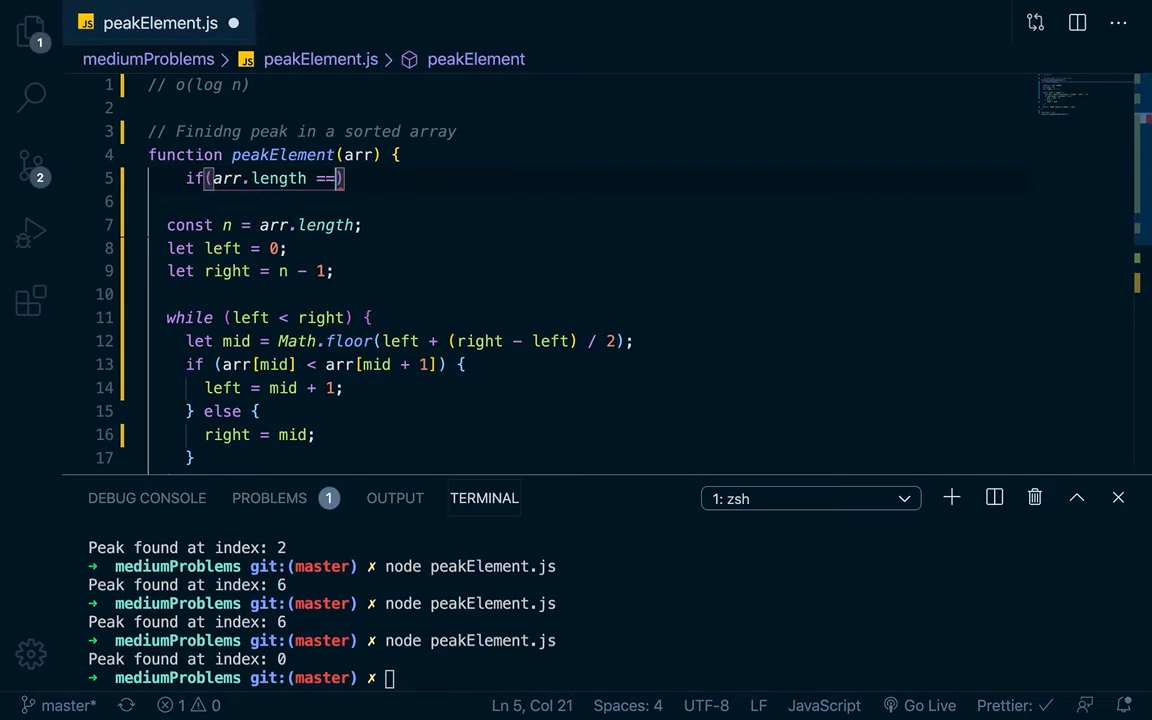 JS peakElement.js
1
mediumProblems > JS peakElement.js > peakElement
1 // o(log n)
2
3 // Finidng peak in a sorted array
4 function peakElement(arr) {
5 if(arr.length ==)
6
7 const n = arr.length;
8 let left = 0;
9 let right = n - 1;
10
11 while (left < right) {
12 let mid = Math.floor(left + (right - left) / 2);
13 if (arr[mid] < arr[mid + 1]) {
14 left = mid + 1;
15 } else {
16 right = mid;
17 }
2
DEBUG CONSOLE PROBLEMS 1 OUTPUT TERMINAL 1: zsh
Peak found at index: 2
➜ mediumProblems git:(master) ✗ node peakElement.js
Peak found at index: 6
➜ mediumProblems git:(master) ✗ node peakElement.js
Peak found at index: 6
➜ mediumProblems git:(master) ✗ node peakElement.js
Peak found at index: 0
➜ mediumProblems git:(master) ✗
master* 1 0 Ln 5, Col 21 Spaces: 4 UTF-8 LF JavaScript Go Live Prettier: ✓